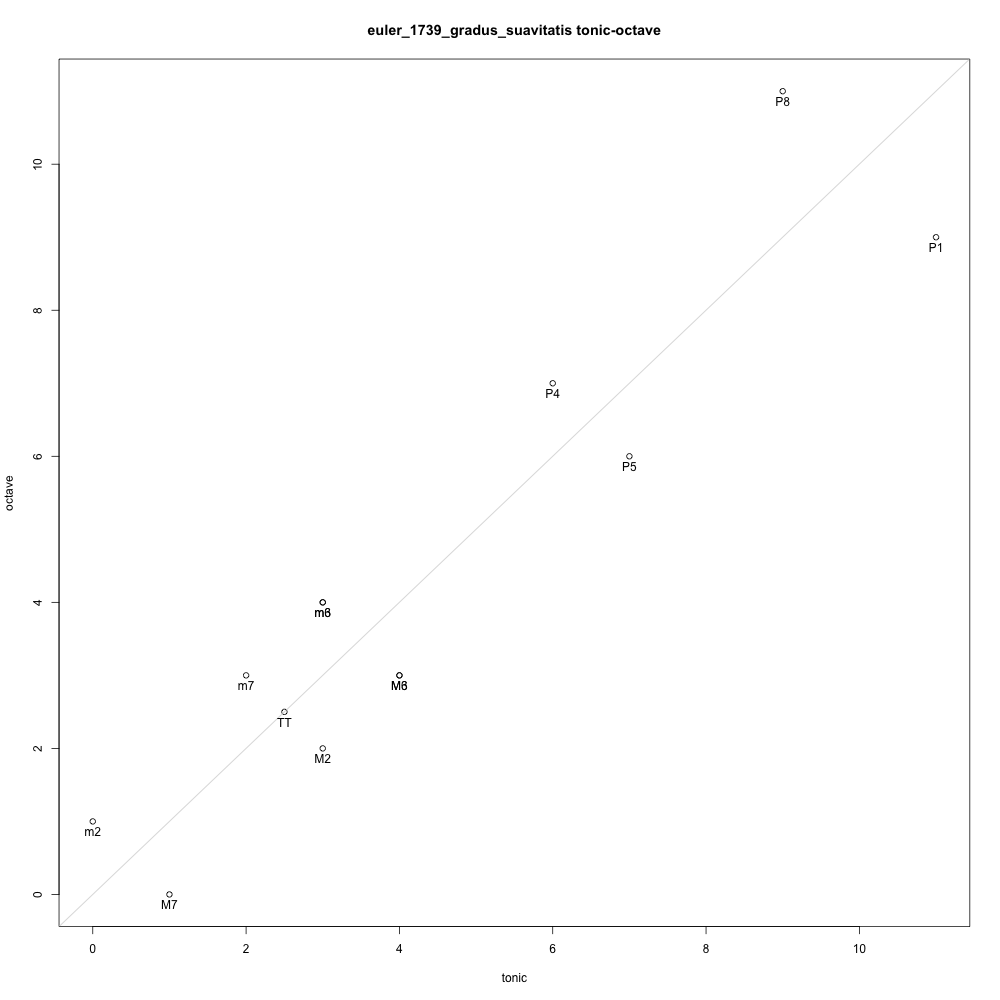 euler_1739_gradus_suavitatis tonic-octave
P8
10
P1
8
P4
6
P5
octave
4
m6
m7
M6
TT
2
M2
m2
0
M7
0 2 4 6 8 10
tonic